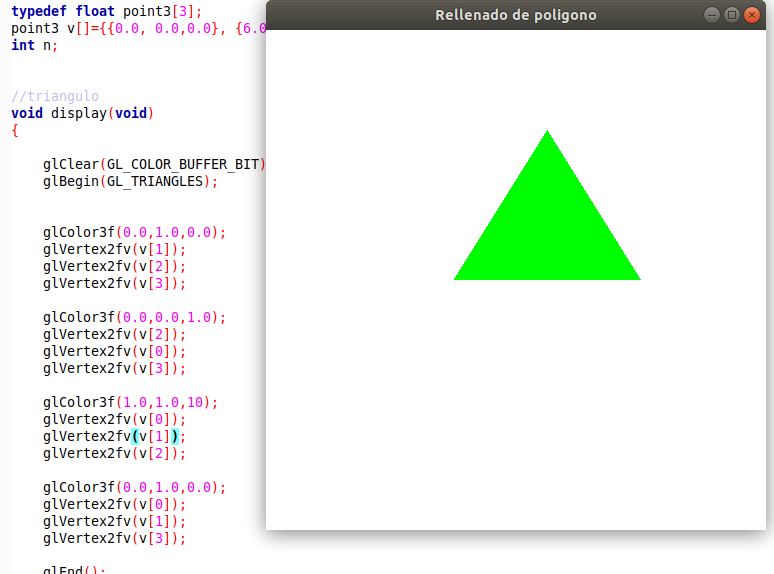 typedef float point3[3];
point3 v[]={{0.0, 0.0,0.0}, {6.0
int n;
//triangulo
void display(void)
{
glClear(GL_COLOR_BUFFER_BIT)
glBegin(GL_TRIANGLES);
glColor3f(0.0,1.0,0.0);
glVertex2fv(v[1]);
glVertex2fv(v[2]);
glVertex2fv(v[3]);
glColor3f(0.0,0.0,1.0);
glVertex2fv(v[2]);
glVertex2fv(v[0]);
glVertex2fv(v[3]);
glColor3f(1.0,1.0,10);
glVertex2fv(v[0]);
glVertex2fv(v[1]);
glVertex2fv(v[2]);
glColor3f(0.0,1.0,0.0);
glVertex2fv(v[0]);
glVertex2fv(v[1]);
glVertex2fv(v[3]);
glEnd();
Rellenado de poligono